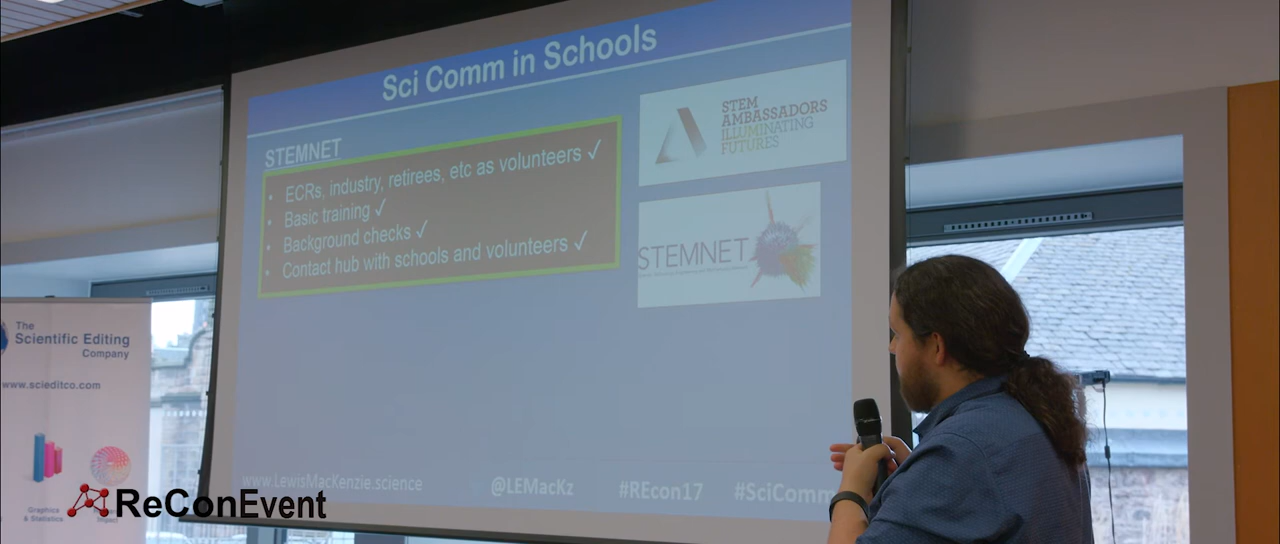 Sci Comm in Schools
STEMNET
• ECRs, industry, retirees, etc as volunteers ✓
• Basic training ✓
• Background checks ✓
• Contact hub with schools and volunteers ✓
STEM
AMBASSADORS
ILLUMINATING
FUTURES
STEMNET
www.LewisMacKenzie.science
@LEMacKz
#REcon17
#SciComm
The
Scientific Editing
Company
www.scieditco.com
Graphics
& Statistics
Impact
ReConEvent